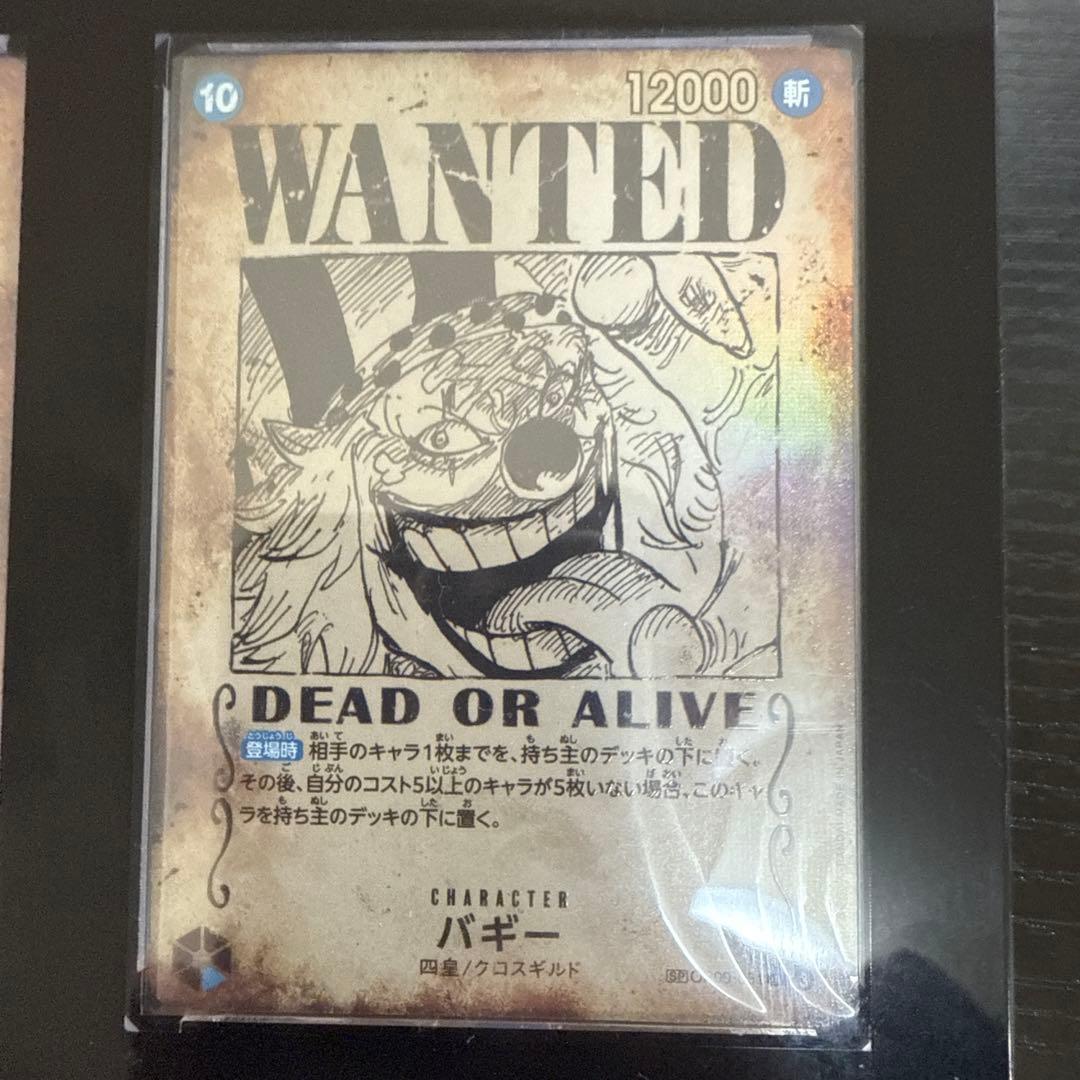 10 12000 斬
WANTED
DEAD OR ALIVE
登場時 相手のキャラ1枚までを、持ち主のデッキの下に置く。
その後、自分のコスト5以上のキャラが5枚いない場合、このキャ
ラを持ち主のデッキの下に置く。
CHARACTER
バギー
四皇/クロスギルド
SP
MADE IN JAPAN